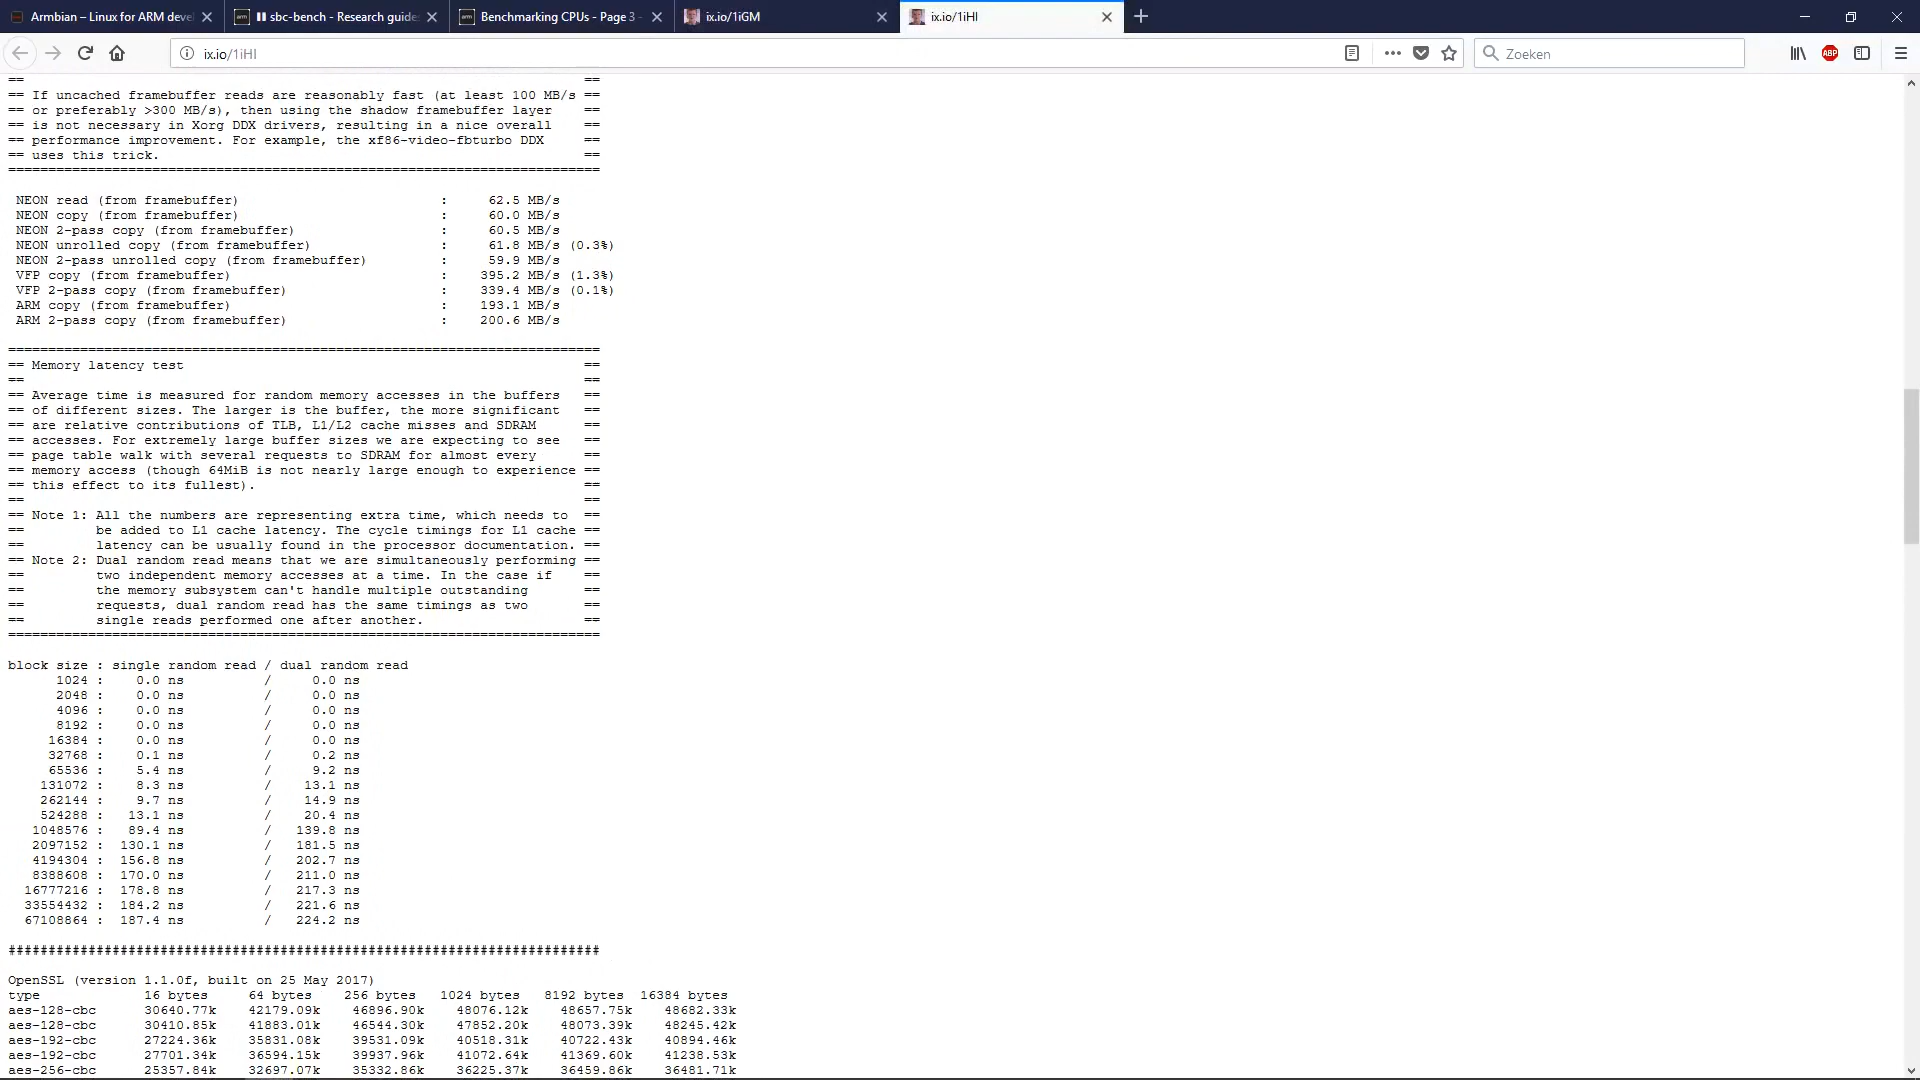 Armbian – Linux for ARM deve
sbc-bench - Research guide
Benchmarking CPUs - Page 3 -
ix.io/1iGM
ix.io/1iHI
ix.io/1iHI
Zoeken
==                                                                      ==
== If uncached framebuffer reads are reasonably fast (at least 100 MB/s ==
== or preferably >300 MB/s), then using the shadow framebuffer layer    ==
== is not necessary in Xorg DDX drivers, resulting in a nice overall    ==
== performance improvement. For example, the xf86-video-fbturbo DDX     ==
== uses this trick.                                                     ==
==========================================================================
NEON read (from framebuffer)                         :     62.5 MB/s
NEON copy (from framebuffer)                         :     60.0 MB/s
NEON 2-pass copy (from framebuffer)                  :     60.5 MB/s
NEON unrolled copy (from framebuffer)                :     61.8 MB/s (0.3%)
NEON 2-pass unrolled copy (from framebuffer)         :     59.9 MB/s
VFP copy (from framebuffer)                          :    395.2 MB/s (1.3%)
VFP 2-pass copy (from framebuffer)                   :    339.4 MB/s (0.1%)
ARM copy (from framebuffer)                          :    193.1 MB/s
ARM 2-pass copy (from framebuffer)                   :    200.6 MB/s
==========================================================================
== Memory latency test                                                  ==
==                                                                      ==
== Average time is measured for random memory accesses in the buffers   ==
== of different sizes. The larger is the buffer, the more significant   ==
== are relative contributions of TLB, L1/L2 cache misses and SDRAM      ==
== accesses. For extremely large buffer sizes we are expecting to see   ==
== page table walk with several requests to SDRAM for almost every      ==
== memory access (though 64MiB is not nearly large enough to experience ==
== this effect to its fullest).                                         ==
==                                                                      ==
== Note 1: All the numbers are representing extra time, which needs to  ==
==         be added to L1 cache latency. The cycle timings for L1 cache ==
==         latency can be usually found in the processor documentation. ==
== Note 2: Dual random read means that we are simultaneously performing ==
==         two independent memory accesses at a time. In the case if    ==
==         the memory subsystem can't handle multiple outstanding       ==
==         requests, dual random read has the same timings as two       ==
==         single reads performed one after another.                    ==
==========================================================================
block size : single random read / dual random read
1024 :    0.0 ns          /     0.0 ns
2048 :    0.0 ns          /     0.0 ns
4096 :    0.0 ns          /     0.0 ns
8192 :    0.0 ns          /     0.0 ns
16384 :    0.0 ns          /     0.0 ns
32768 :    0.1 ns          /     0.2 ns
65536 :    5.4 ns          /     9.2 ns
131072 :    8.3 ns          /    13.1 ns
262144 :    9.7 ns          /    14.9 ns
524288 :   13.1 ns          /    20.4 ns
1048576 :   89.4 ns          /   139.8 ns
2097152 :  130.1 ns          /   181.5 ns
4194304 :  156.8 ns          /   202.7 ns
8388608 :  170.0 ns          /   211.0 ns
16777216 :  178.8 ns          /   217.3 ns
33554432 :  184.2 ns          /   221.6 ns
67108864 :  187.4 ns          /   224.2 ns
##########################################################################
OpenSSL (version 1.1.0f, built on 25 May 2017)
type             16 bytes     64 bytes    256 bytes   1024 bytes   8192 bytes  16384 bytes
aes-128-cbc      30640.77k    42179.09k    46896.90k    48076.12k    48657.75k    48682.33k
aes-128-cbc      30410.85k    41883.01k    46544.30k    47852.20k    48073.39k    48245.42k
aes-192-cbc      27224.36k    35831.08k    39531.09k    40518.31k    40722.43k    40894.46k
aes-192-cbc      27701.34k    36594.15k    39937.96k    41072.64k    41369.60k    41238.53k
aes-256-cbc      25357.84k    32697.07k    35332.86k    36225.37k    36459.86k    36481.71k